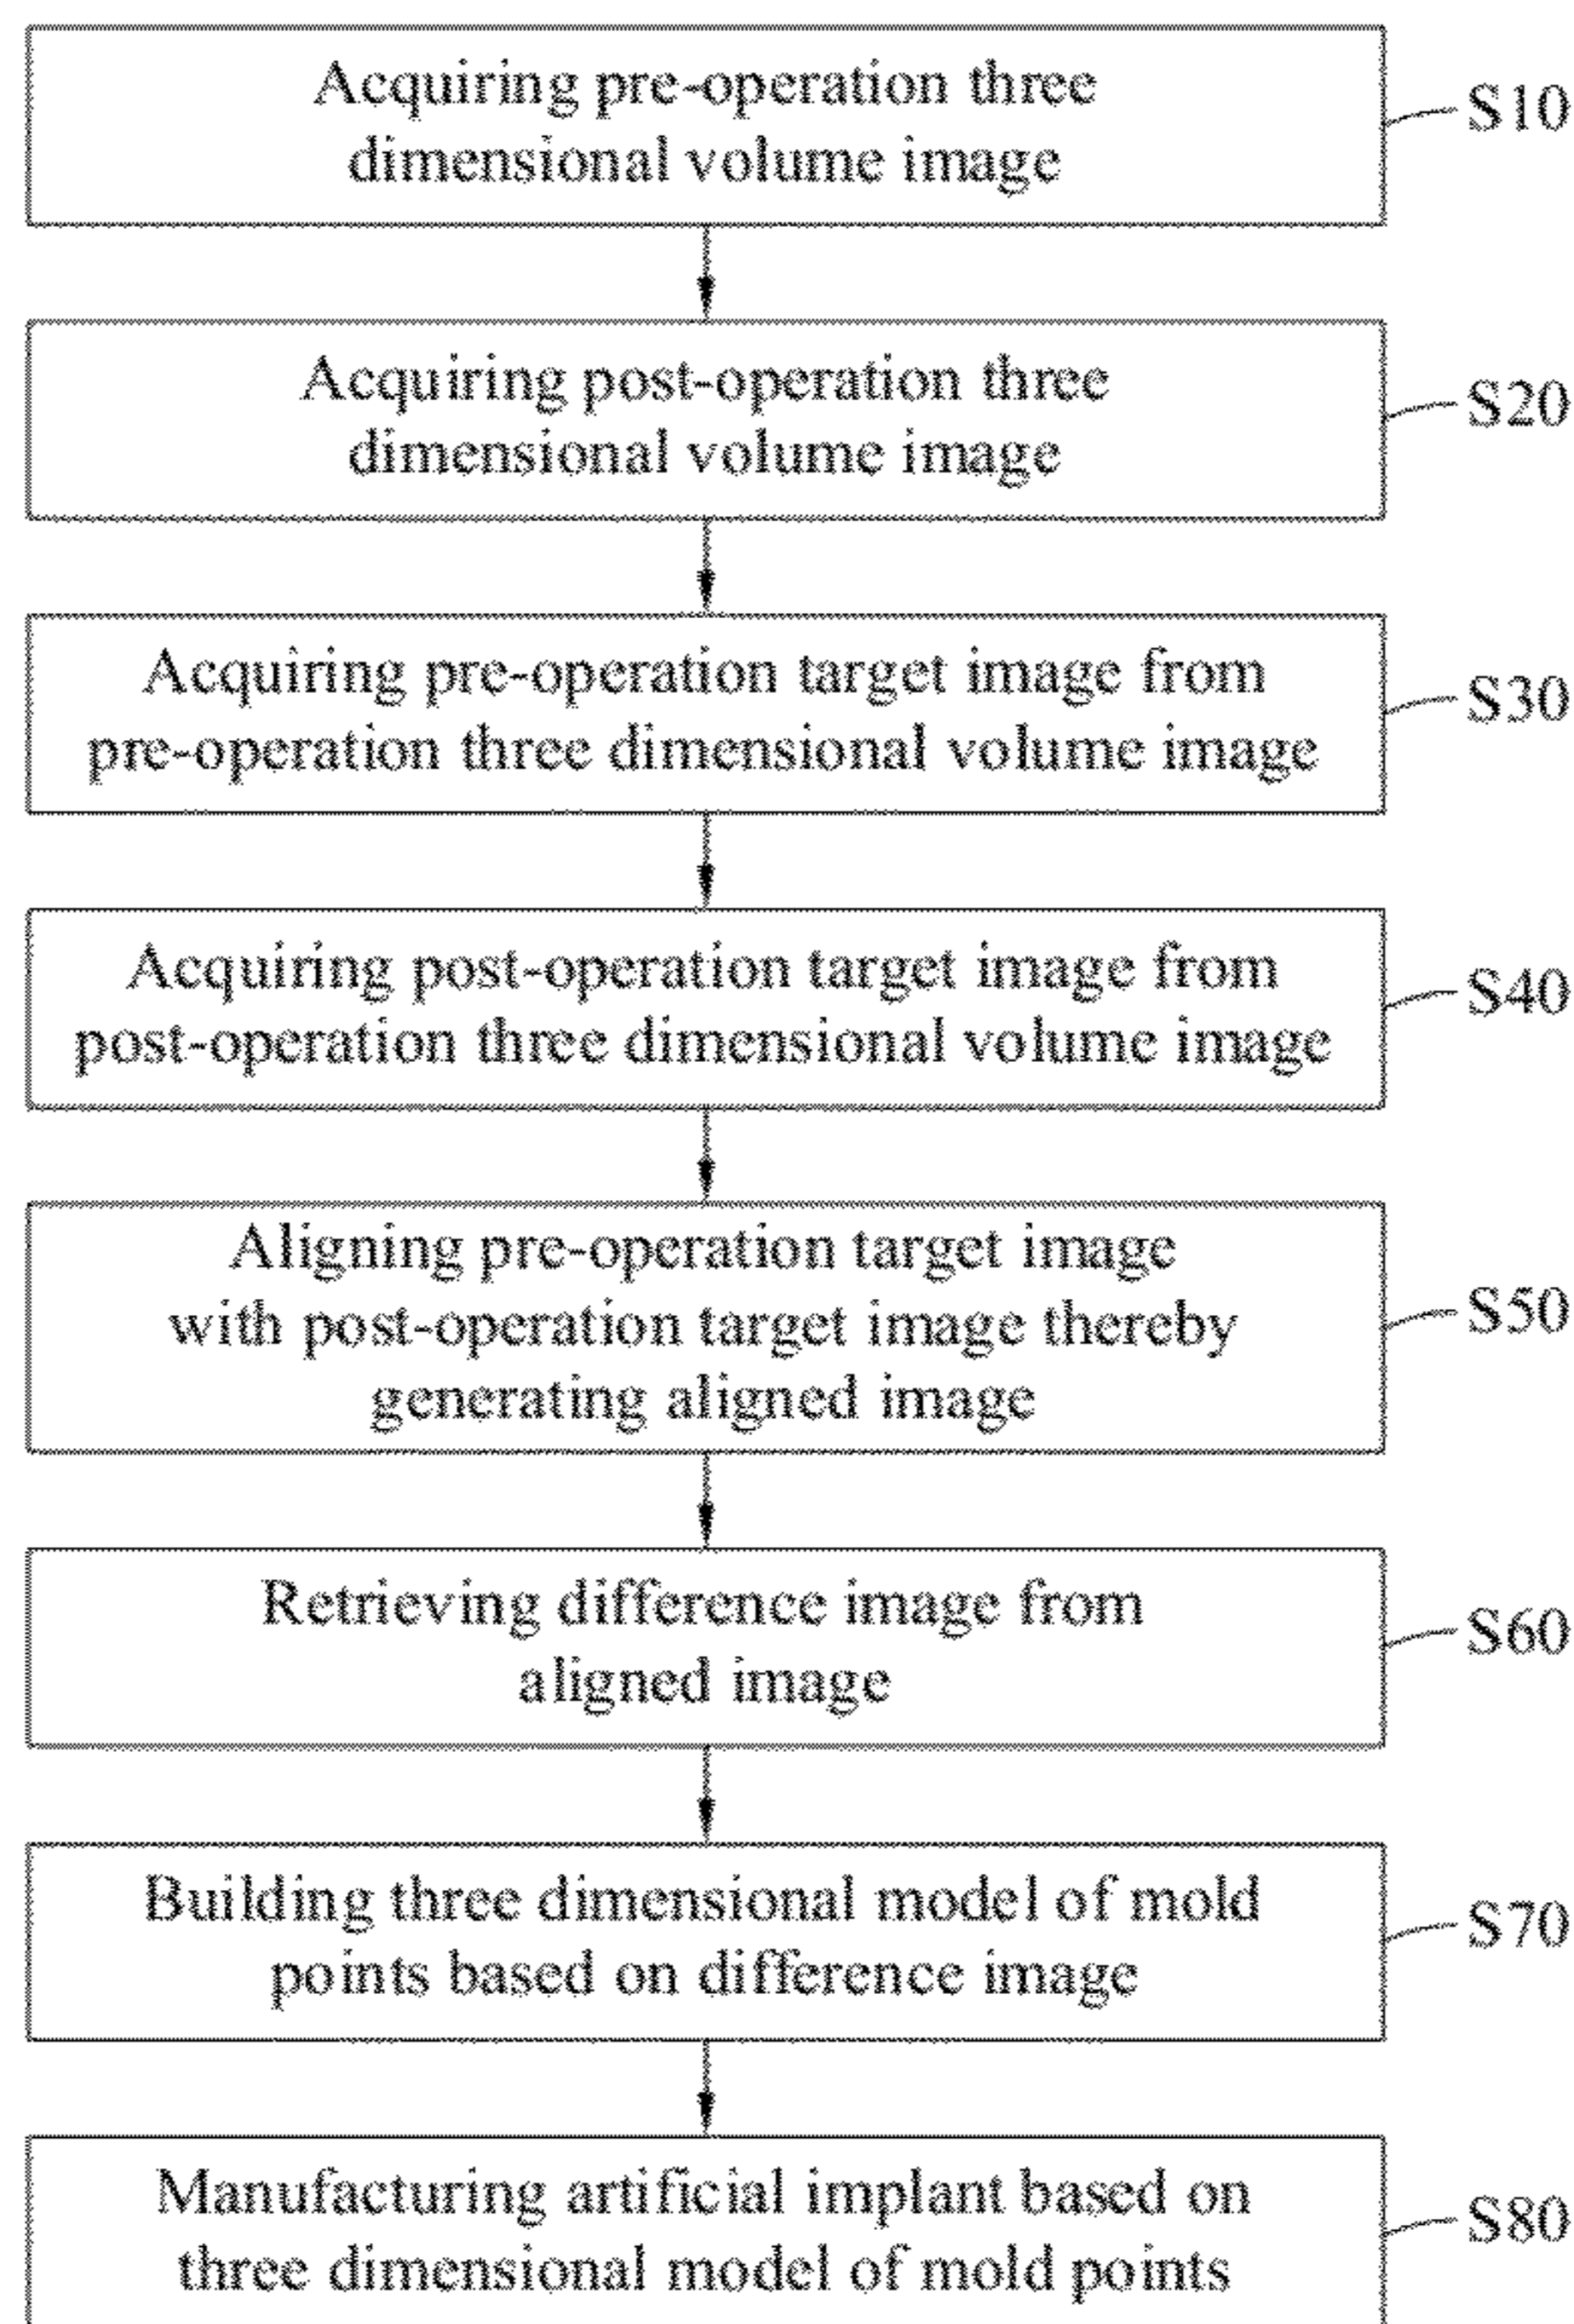 Acquiring pre-operation three
dimensional volume image
S10
Acquiring post-operation three
dimensional volume image
S20
Acquiring pre-operation target image from
pre-operation three dimensional volume image
S30
Acquiring post-operation target image from
post-operation three dimensional volume image
S40
Aligning pre-operation target image
with post-operation target image thereby
generating aligned image
S50
Retrieving difference image from
aligned image
S60
Building three dimensional model of mold
points based on difference image
S70
Manufacturing artificial implant based on
three dimensional model of mold points
S80